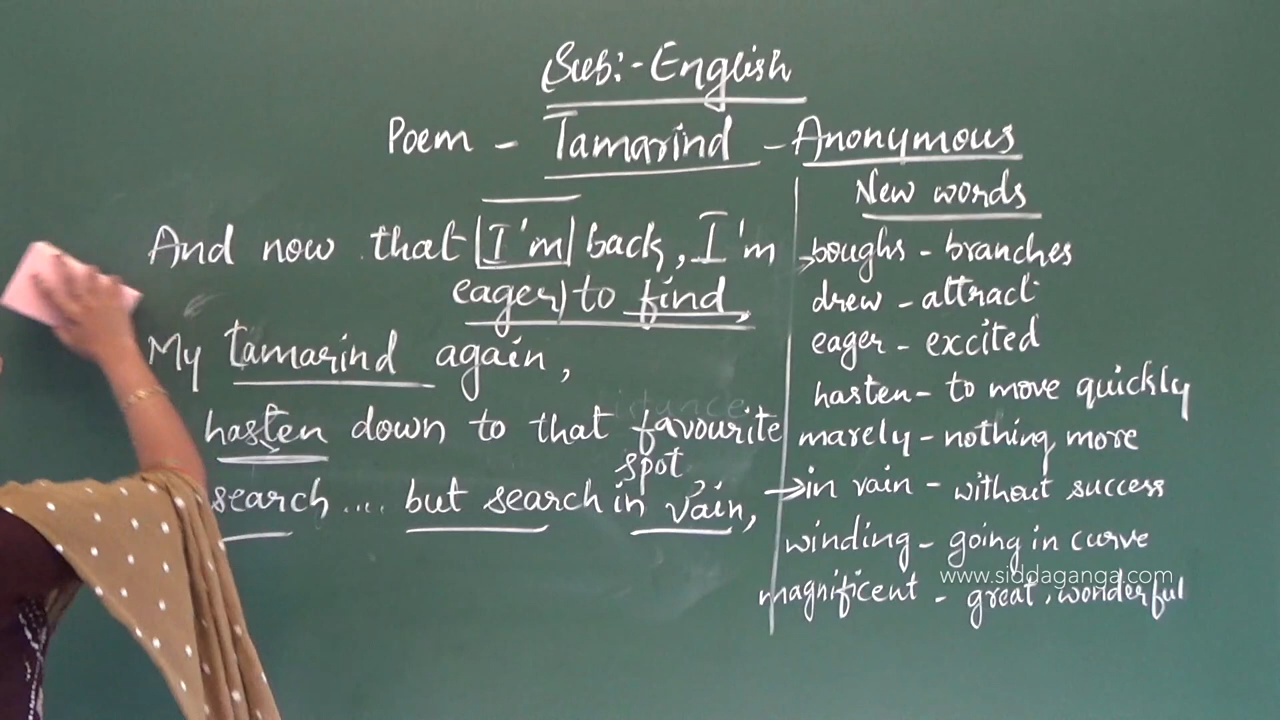 Sub:- English
Poem - Tamarind - Anonymous
And now that I'm back, I'm
eager to find,
My tamarind again,
hasten down to that favourite
spot,
search.... but search in vain,
New words
boughs - branches
drew - attract
eager - excited
hasten - to move quickly
marely - nothing more
in vain - without success
winding - going in curve
magnificent - great, wonderful
www.siddaganga.com